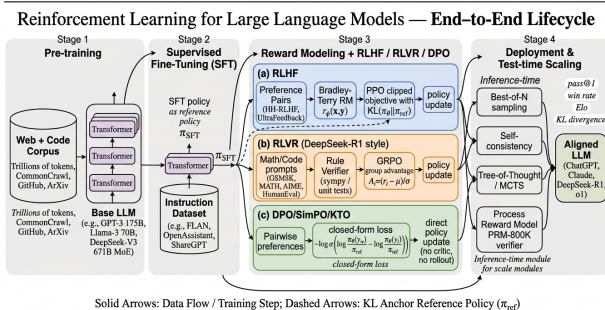 Reinforcement Learning for Large Language Models — End-to-End Lifecycle
Stage 1
Pre-training
Web + Code
Corpus
Trillions of tokens,
CommonCrawl,
GitHub, ArXiv
Trillions of tokens,
CommonCrawl,
GitHub, ArXiv
Transformer
Transformer
Transformer
Base LLM
(e.g., GPT-3 175B,
Llama-3 70B,
DeepSeek-V3
671B MoE)
Stage 2
Supervised
Fine-Tuning (SFT)
SFT policy
as reference
policy
π_SFT
Transformer
π_SFT
Instruction
Dataset
(e.g., FLAN,
OpenAssistant,
ShareGPT)
Stage 3
Reward Modeling + RLHF / RLVR / DPO
(a) RLHF
Preference
Pairs
(HH-RLHF,
UltraFeedback)
Bradley-
Terry RM
r_φ(x,y)
PPO clipped
objective with
KL(π_θ||π_ref)
policy
update
(b) RLVR (DeepSeek-R1 style)
Math/Code
prompts
(GSM8K,
MATH, AIME,
HumanEval)
Rule
Verifier
(sympy /
unit tests)
GRPO
group advantage
A_i=(r_i − μ)/σ
policy
update
(c) DPO/SimPO/KTO
Pairwise
preferences
closed-form loss
−log σ(log π_θ(y_w)/π_ref − log π_θ(y_l)/π_ref)
closed-form loss
direct
policy
update
(no critic,
no rollout)
Stage 4
Deployment &
Test-time Scaling
Inference-time
Best-of-N
sampling
Self-
consistency
Tree-of-Thought /
MCTS
Process
Reward Model
PRM-800K
verifier
Inference-time module
for scale modules
pass@1
win rate
Elo
KL divergence
Aligned LLM
(ChatGPT,
Claude,
DeepSeek-R1,
o1)
Solid Arrows: Data Flow / Training Step; Dashed Arrows: KL Anchor Reference Policy (π_ref)